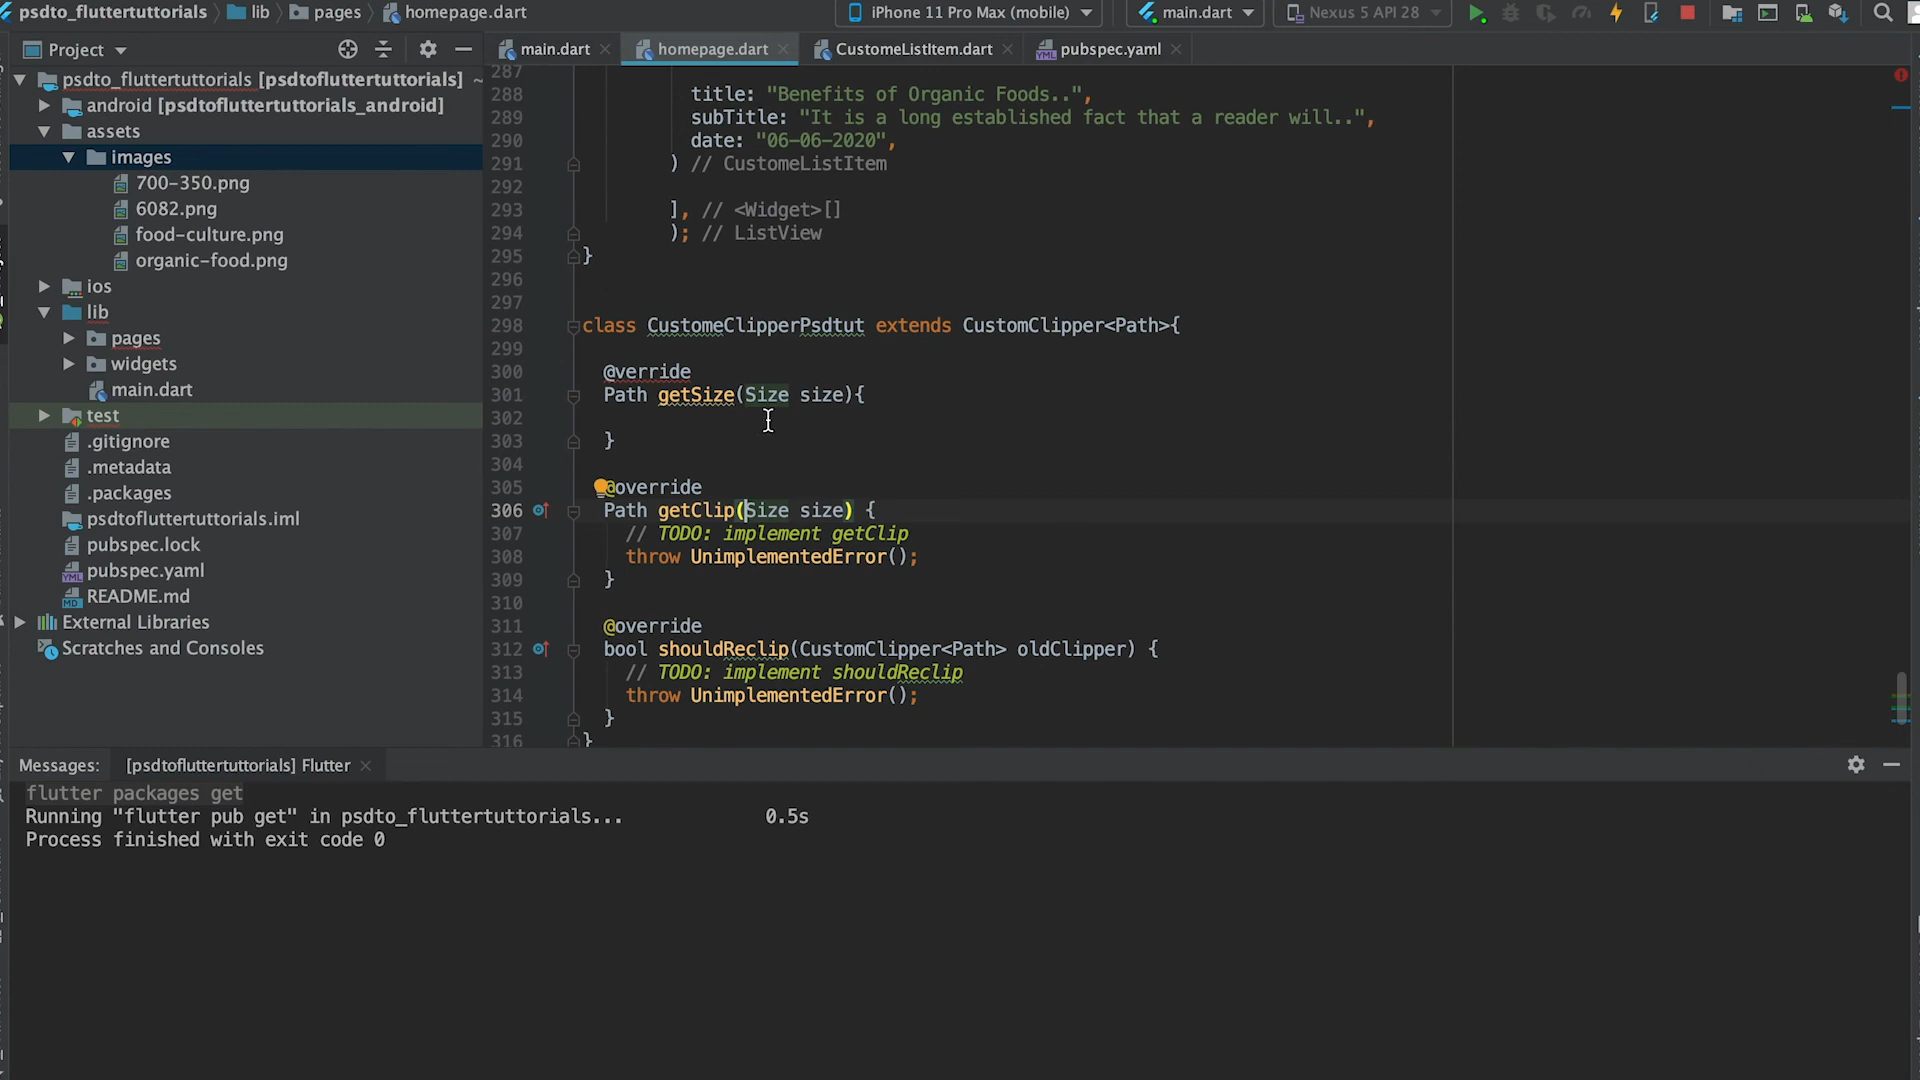 psdto_fluttertuttorials
lib
pages
homepage.dart
iPhone 11 Pro Max (mobile)
main.dart
Nexus 5 API 28
Project
main.dart
homepage.dart
CustomeListItem.dart
pubspec.yaml
psdto_fluttertuttorials [psdtofluttertuttorials] ~
android [psdtofluttertuttorials_android]
assets
images
700-350.png
6082.png
food-culture.png
organic-food.png
ios
lib
pages
widgets
main.dart
test
.gitignore
.metadata
.packages
psdtofluttertuttorials.iml
pubspec.lock
pubspec.yaml
README.md
External Libraries
Scratches and Consoles
287
288 title: "Benefits of Organic Foods..",
289 subTitle: "It is a long established fact that a reader will..",
290 date: "06-06-2020",
291 ) // CustomeListItem
292
293 ], // <Widget>[]
294 ); // ListView
295 }
296
297
298 class CustomeClipperPsdtut extends CustomClipper<Path>{
299
300 @verride
301 Path getSize(Size size){
302
303 }
304
305 @override
306 Path getClip(Size size) {
307 // TODO: implement getClip
308 throw UnimplementedError();
309 }
310
311 @override
312 bool shouldReclip(CustomClipper<Path> oldClipper) {
313 // TODO: implement shouldReclip
314 throw UnimplementedError();
315 }
316 }
Messages: [psdtofluttertuttorials] Flutter
flutter packages get
Running "flutter pub get" in psdto_fluttertuttorials... 0.5s
Process finished with exit code 0